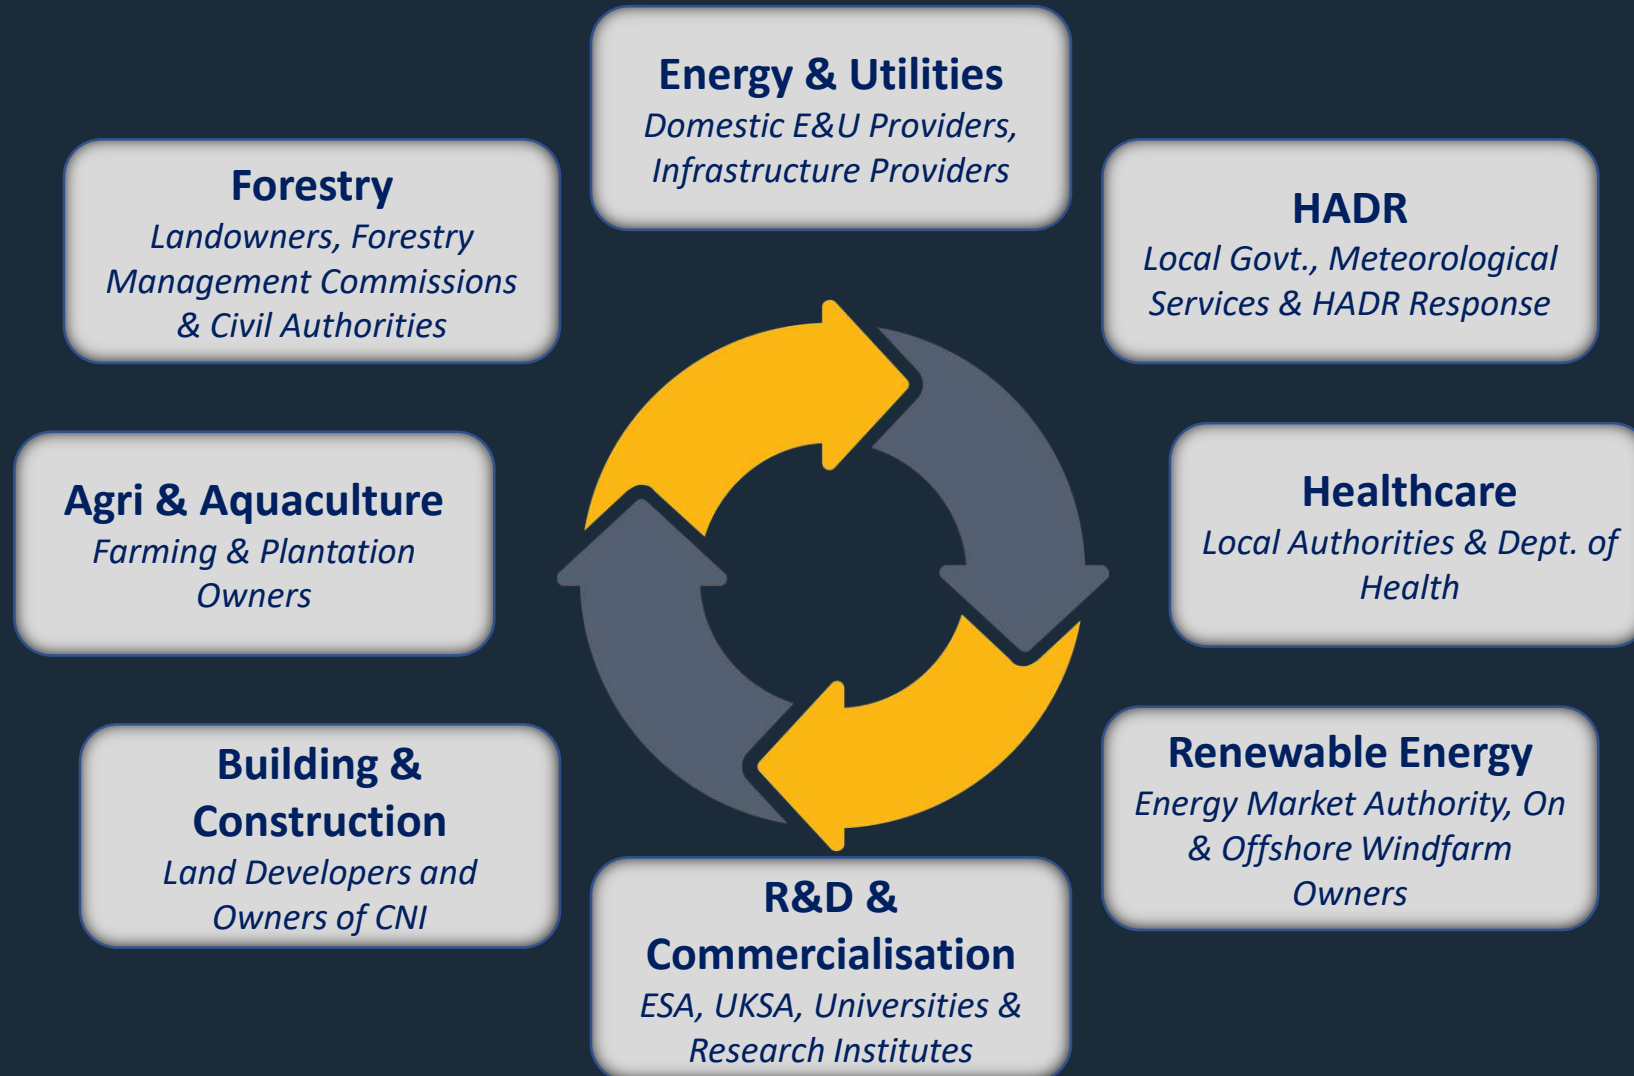 Energy & Utilities
Domestic E&U Providers,
Infrastructure Providers
Forestry
Landowners, Forestry
Management Commissions
& Civil Authorities
HADR
Local Govt., Meteorological
Services & HADR Response
Agri & Aquaculture
Farming & Plantation
Owners
Healthcare
Local Authorities & Dept. of
Health
Building &
Construction
Land Developers and
Owners of CNI
Renewable Energy
Energy Market Authority, On
& Offshore Windfarm
Owners
R&D &
Commercialisation
ESA, UKSA, Universities &
Research Institutes